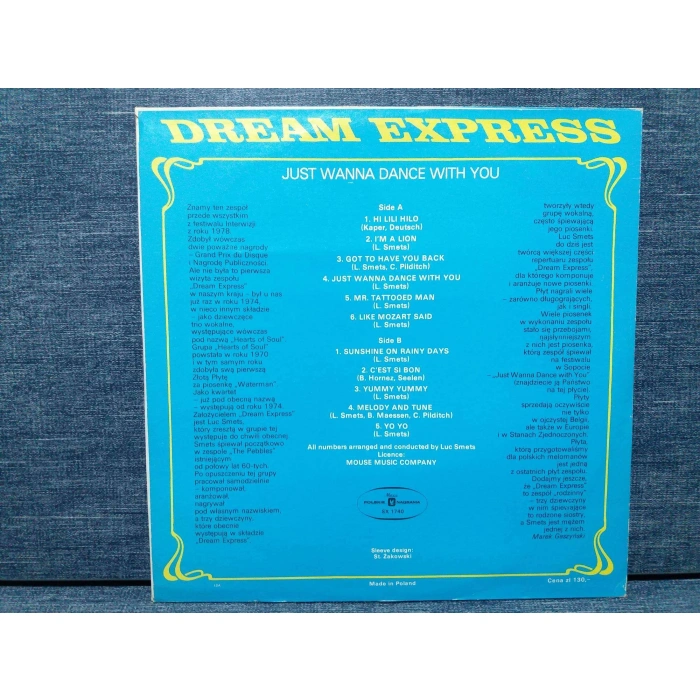 DREAM EXPRESS
JUST WANNA DANCE WITH YOU
Znamy ten zespół
przede wszystkim
z festiwalu Interwizji
z roku 1978.
Zdobył wówczas
dwie poważne nagrody
– Grand Prix du Disque
i Nagrodę Publiczności.
Ale nie była to pierwsza
wizyta zespołu
„Dream Express"
w naszym kraju – był u nas
już raz w roku 1974,
w nieco innym składzie
– jako dziewczęce
trio wokalne,
występujące wówczas
pod nazwą „Hearts of Soul".
Grupa „Hearts of Soul"
powstała w roku 1970
i w tym samym roku
zdobyła swą pierwszą
Złotą Płytę
za piosenkę „Waterman".
Jako kwartet
– już pod obecną nazwą
– występują od roku 1974.
Założycielem „Dream Express"
jest Luc Smets,
który zresztą w grupie tej
występuje do chwili obecnej.
Smets śpiewał początkowo
w zespole „The Pebbles"
istniejącym
od połowy lat 60-tych.
Po opuszczeniu tej grupy
pracował samodzielnie
– komponował,
aranżował,
nagrywał
pod własnym nazwiskiem,
a trzy dziewczyny,
które obecnie
występują w składzie
„Dream Express"
Side A
1. HI LILI HILO
(Kaper, Deutsch)
2. I'M A LION
(L. Smets)
3. GOT TO HAVE YOU BACK
(L. Smets, C. Pilditch)
4. JUST WANNA DANCE WITH YOU
(L. Smets)
5. MR. TATTOOED MAN
(L. Smets)
6. LIKE MOZART SAID
(L. Smets)
Side B
1. SUNSHINE ON RAINY DAYS
(L. Smets)
2. C'EST SI BON
(B. Hornez, Seelen)
3. YUMMY YUMMY
(L. Smets)
4. MELODY AND TUNE
(L. Smets, B. Maessen, C. Pilditch)
5. YO YO
(L. Smets)
All numbers arranged and conducted by Luc Smets
Licence:
MOUSE MUSIC COMPANY
POLSKIE NAGRANIA
SX 1740
Sleeve design:
St. Żakowski
tworzyły wtedy
grupę wokalną,
często śpiewającą
jego piosenki.
Luc Smets
do dziś jest
twórcą większej części
repertuaru zespołu
„Dream Express"
dla którego komponuje
i aranżuje nowe piosenki.
Płyt nagrali wiele
– zarówno długogrających,
jak i singli.
Wiele piosenek
w wykonaniu zespołu
stało się przebojami,
najsłynniejszym
z nich jest piosenka,
którą zespół śpiewał
na festiwalu
w Sopocie
– „Just Wanna Dance with You"
(znajdziecie ją Państwo
na tej płycie).
Płyty
sprzedają oczywiście
nie tylko
w ojczystej Belgii,
ale także w Europie
i w Stanach Zjednoczonych.
Płyta,
którą przygotowaliśmy
dla polskich melomanów
jest jedną
z ostatnich płyt zespołu.
Dodajmy jeszcze,
że „Dream Express"
to zespół „rodzinny"
– trzy dziewczyny
w nim śpiewające
to rodzone siostry,
a Smets jest mężem
jednej z nich.
Marek Gaszyński
Made in Poland
Cena zł 130,-